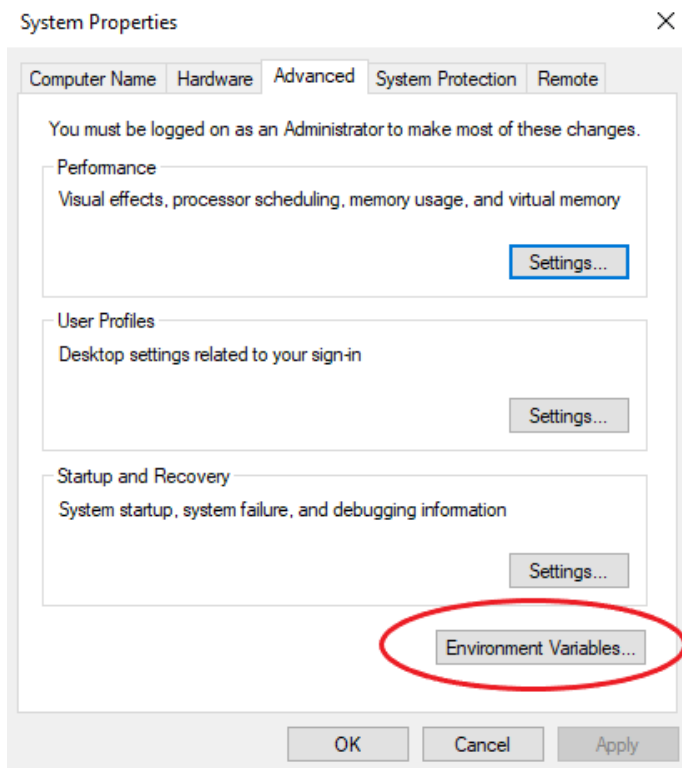 System Properties
Computer Name Hardware Advanced System Protection Remote
You must be logged on as an Administrator to make most of these changes.
Performance
Visual effects, processor scheduling, memory usage, and virtual memory
Settings...
User Profiles
Desktop settings related to your sign-in
Settings...
Startup and Recovery
System startup, system failure, and debugging information
Settings...
Environment Variables...
OK Cancel Apply